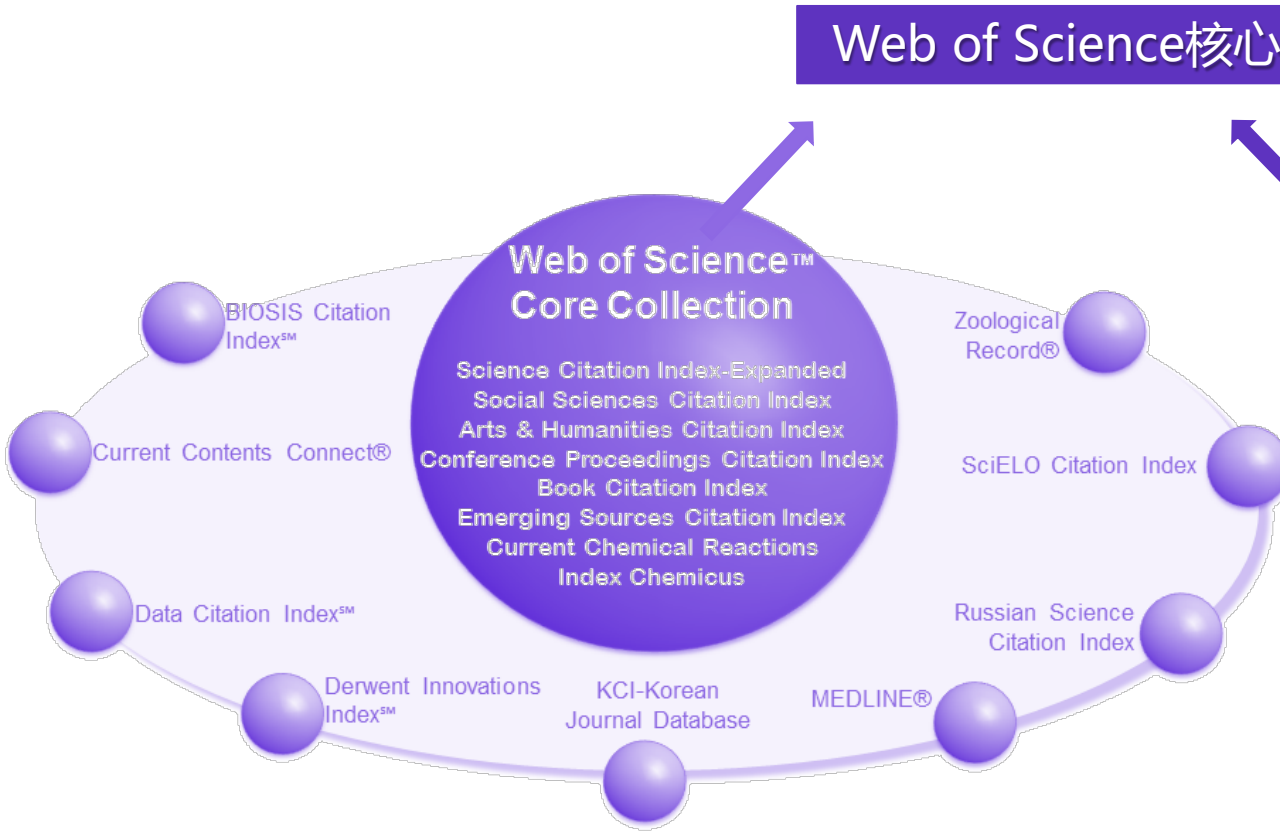 Web of Science核心
Web of Science™
Core Collection
Science Citation Index-Expanded
Social Sciences Citation Index
Arts & Humanities Citation Index
Conference Proceedings Citation Index
Book Citation Index
Emerging Sources Citation Index
Current Chemical Reactions
Index Chemicus
BIOSIS Citation
Index℠
Current Contents Connect®
Data Citation Index℠
Derwent Innovations
Index℠
KCI-Korean
Journal Database
MEDLINE®
Russian Science
Citation Index
SciELO Citation Index
Zoological
Record®